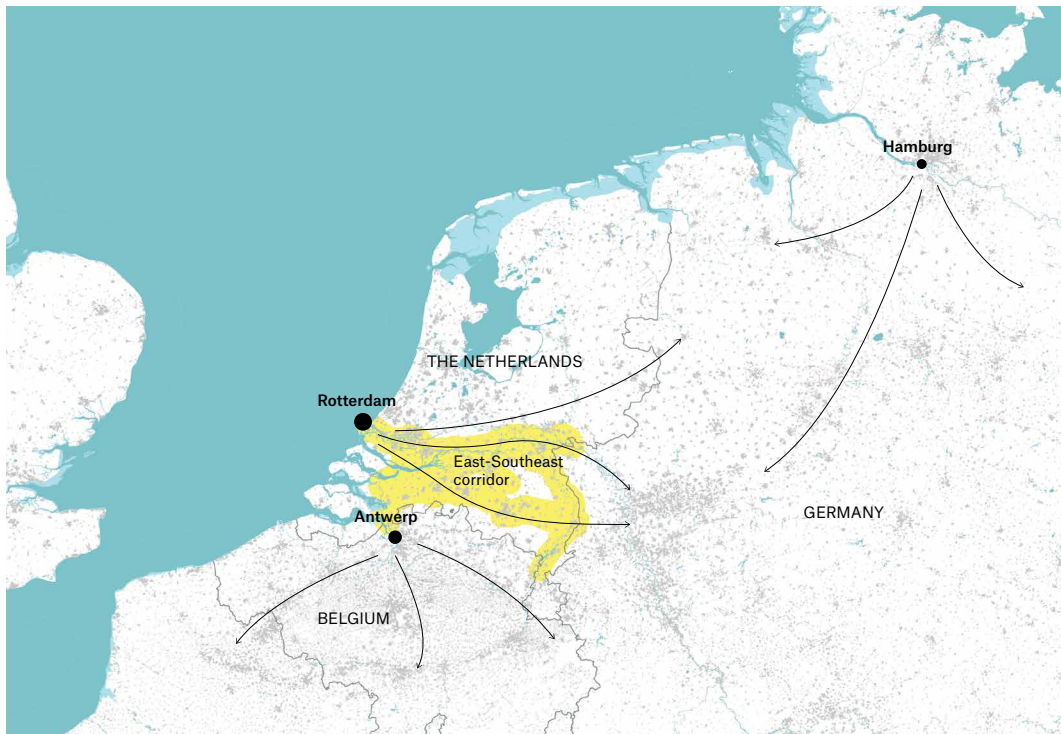 Hamburg
THE NETHERLANDS
Rotterdam
East-Southeast
corridor
GERMANY
Antwerp
BELGIUM